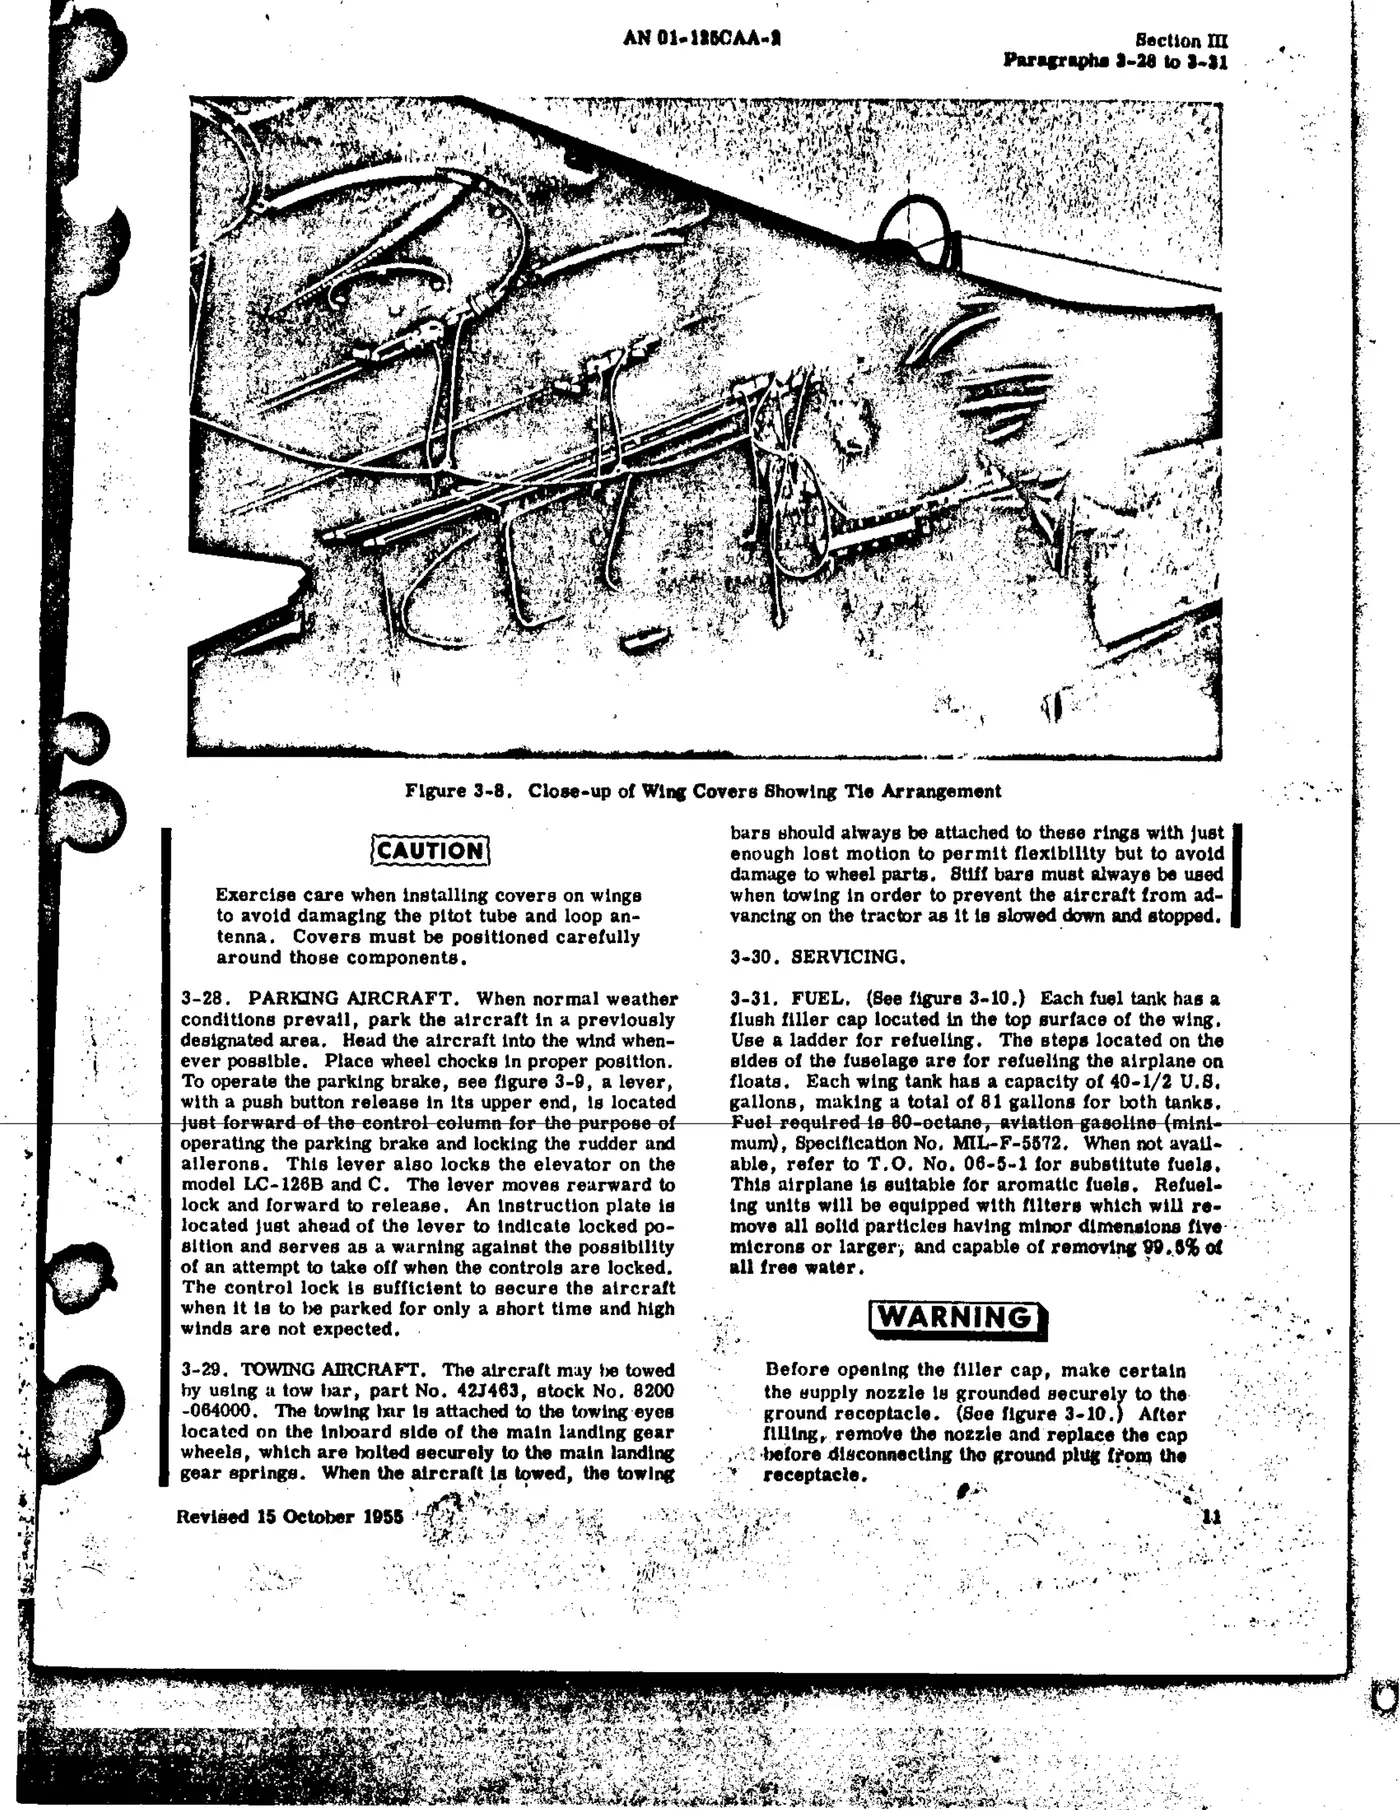 AN 01-125CAA-2
Section III
Paragraphs 3-28 to 3-31
Figure 3-8. Close-up of Wing Covers Showing Tie Arrangement
CAUTION
Exercise care when installing covers on wings
to avoid damaging the pitot tube and loop an-
tenna. Covers must be positioned carefully
around those components.
3-28. PARKING AIRCRAFT. When normal weather
conditions prevail, park the aircraft in a previously
designated area. Head the aircraft into the wind when-
ever possible. Place wheel chocks in proper position.
To operate the parking brake, see figure 3-9, a lever,
with a push button release in its upper end, is located
just forward of the control column for the purpose of
operating the parking brake and locking the rudder and
ailerons. This lever also locks the elevator on the
model LC-126B and C. The lever moves rearward to
lock and forward to release. An instruction plate is
located just ahead of the lever to indicate locked po-
sition and serves as a warning against the possibility
of an attempt to take off when the controls are locked.
The control lock is sufficient to secure the aircraft
when it is to be parked for only a short time and high
winds are not expected.
3-29. TOWING AIRCRAFT. The aircraft may be towed
by using a tow bar, part No. 42J463, stock No. 8200
-064000. The towing bar is attached to the towing eyes
located on the inboard side of the main landing gear
wheels, which are bolted securely to the main landing
gear springs. When the aircraft is towed, the towing
bars should always be attached to these rings with just
enough lost motion to permit flexibility but to avoid
damage to wheel parts. Stiff bars must always be used
when towing in order to prevent the aircraft from ad-
vancing on the tractor as it is slowed down and stopped.
3-30. SERVICING.
3-31. FUEL. (See figure 3-10.) Each fuel tank has a
flush filler cap located in the top surface of the wing.
Use a ladder for refueling. The steps located on the
sides of the fuselage are for refueling the airplane on
floats. Each wing tank has a capacity of 40-1/2 U.S.
gallons, making a total of 81 gallons for both tanks.
Fuel required is 80-octane, aviation gasoline (mini-
mum), Specification No. MIL-F-5572. When not avail-
able, refer to T.O. No. 06-5-1 for substitute fuels.
This airplane is suitable for aromatic fuels. Refuel-
ing units will be equipped with filters which will re-
move all solid particles having minor dimensions five
microns or larger, and capable of removing 99.5% of
all free water.
WARNING
Before opening the filler cap, make certain
the supply nozzle is grounded securely to the
ground receptacle. (See figure 3-10.) After
filling, remove the nozzle and replace the cap
before disconnecting the ground plug from the
receptacle.
Revised 15 October 1955
11